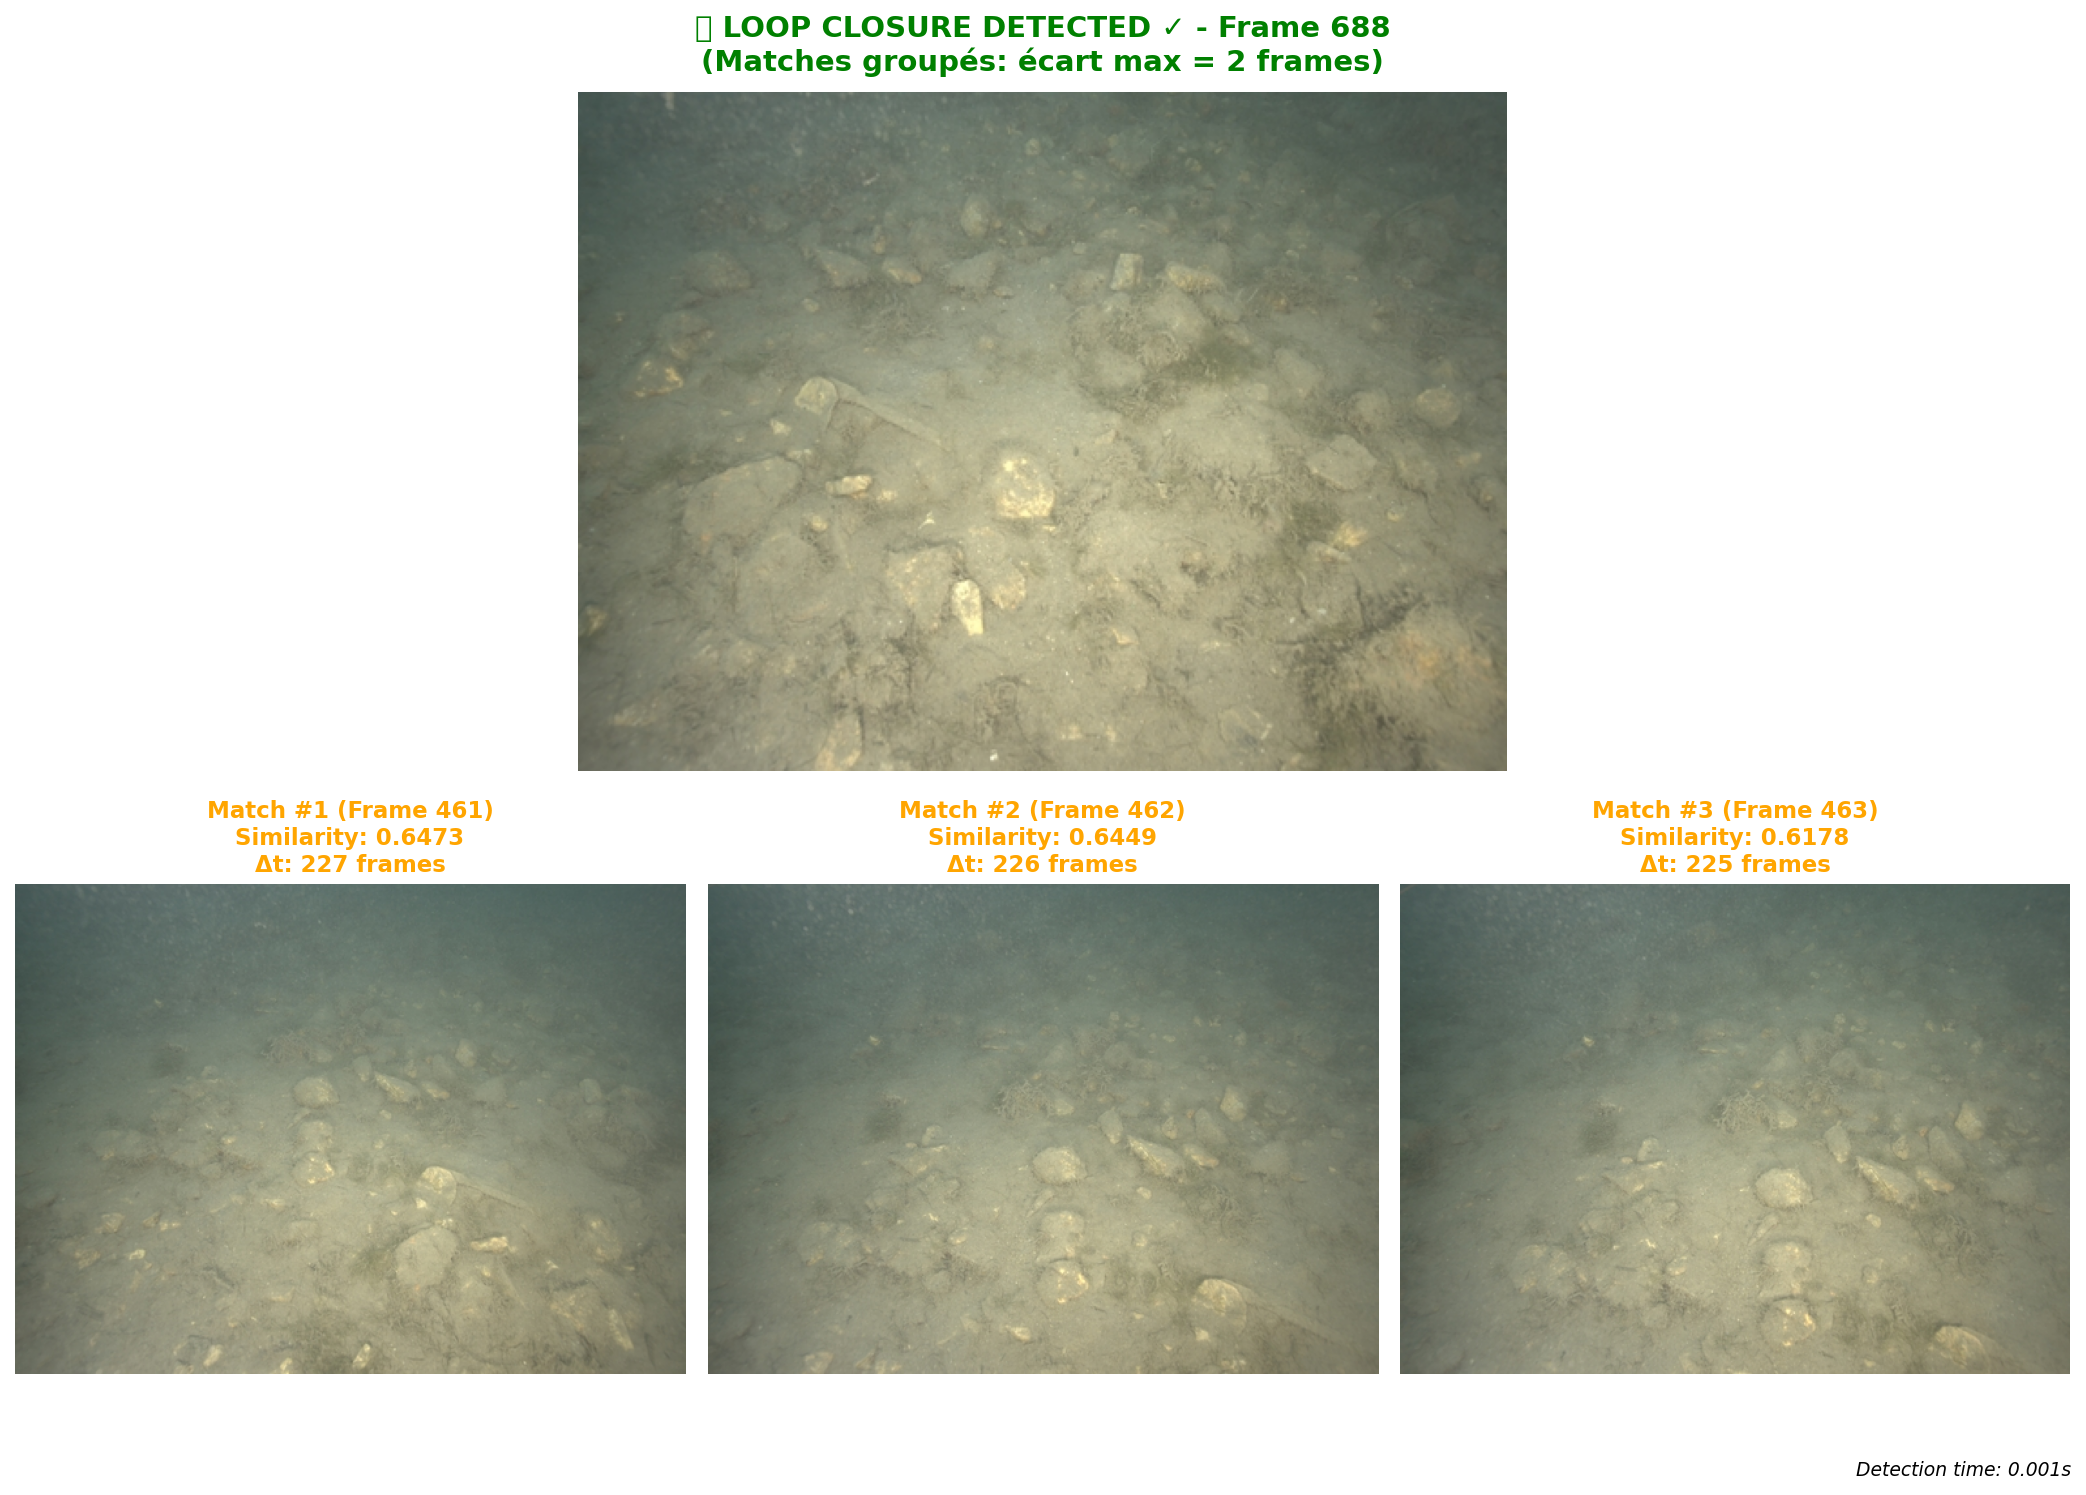 LOOP CLOSURE DETECTED ✓ - Frame 688
(Matches groupés: écart max = 2 frames)
Match #1 (Frame 461)
Similarity: 0.6473
Δt: 227 frames
Match #2 (Frame 462)
Similarity: 0.6449
Δt: 226 frames
Match #3 (Frame 463)
Similarity: 0.6178
Δt: 225 frames
Detection time: 0.001s